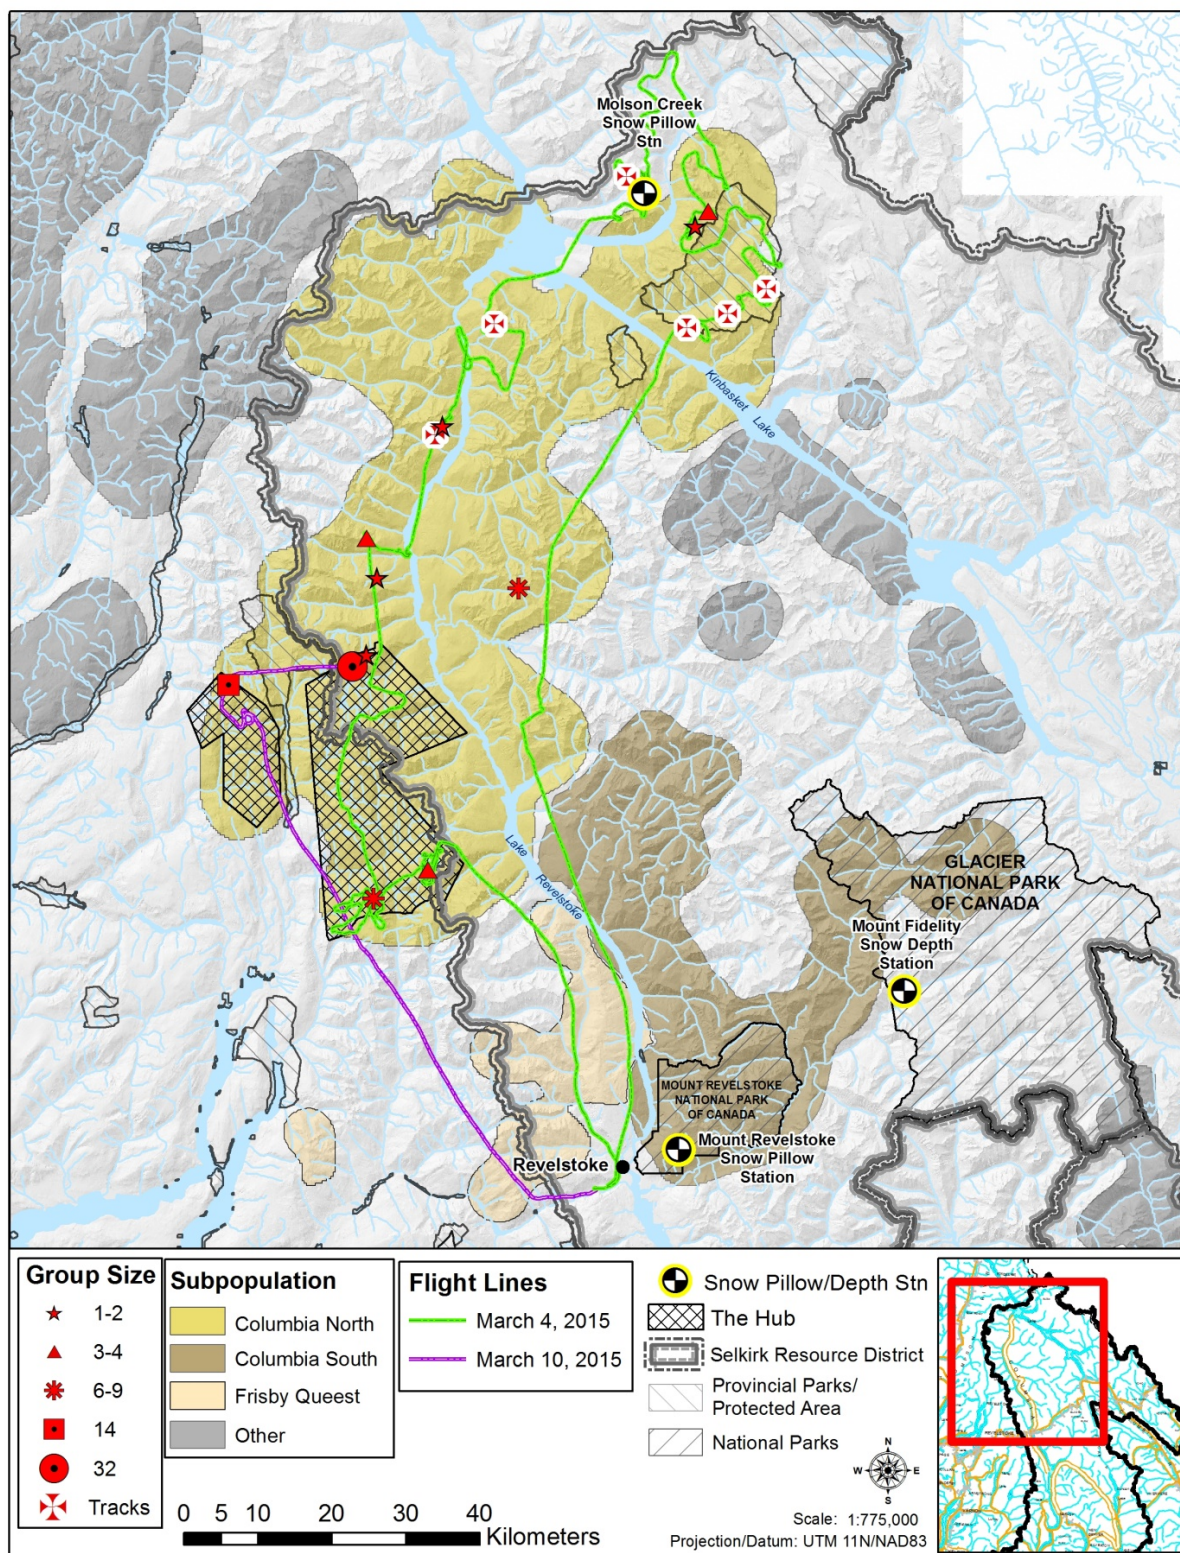 Molson Creek
Snow Pillow
Stn
Kinbasket Lake
Lake Revelstoke
GLACIER
NATIONAL PARK
OF CANADA
Mount Fidelity
Snow Depth
Station
MOUNT REVELSTOKE
NATIONAL PARK
OF CANADA
Mount Revelstoke
Snow Pillow
Station
Revelstoke
Group Size
1-2
3-4
6-9
14
32
Tracks
Subpopulation
Columbia North
Columbia South
Frisby Queest
Other
Flight Lines
March 4, 2015
March 10, 2015
Snow Pillow/Depth Stn
The Hub
Selkirk Resource District
Provincial Parks/
Protected Area
National Parks
N
W E
S
0 5 10 20 30 40
Kilometers
Scale: 1:775,000
Projection/Datum: UTM 11N/NAD83